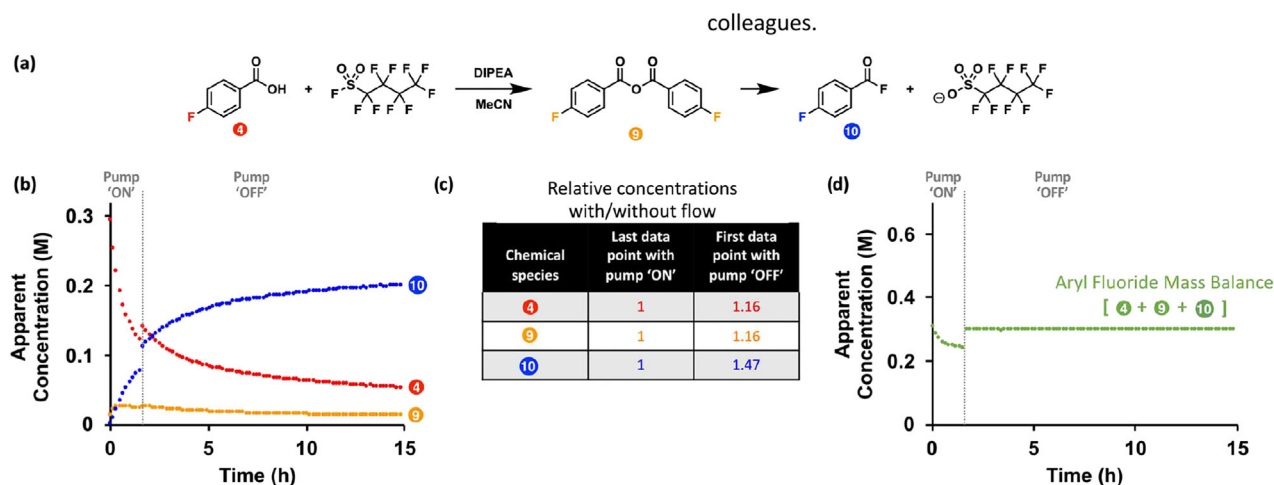 colleagues.
(a)
O
OH
F
4
+
O O
S
F
F F F F F
F F F F
DIPEA
MeCN
O O
O
F F
9
O
F
F
10
+
O O
S
⊖O
F F F F F
F F F F
(b)
Pump 'ON'
Pump 'OFF'
Apparent Concentration (M)
0.3
0.2
0.1
0
10
4
9
0 5 10 15
Time (h)
(c)
Relative concentrations
with/without flow
Chemical species
Last data point with pump 'ON'
First data point with pump 'OFF'
4 1 1.16
9 1 1.16
10 1 1.47
(d)
Pump 'ON'
Pump 'OFF'
Apparent Concentration (M)
0.6
0.4
0.2
0
Aryl Fluoride Mass Balance
[ 4 + 9 + 10 ]
0 5 10 15
Time (h)